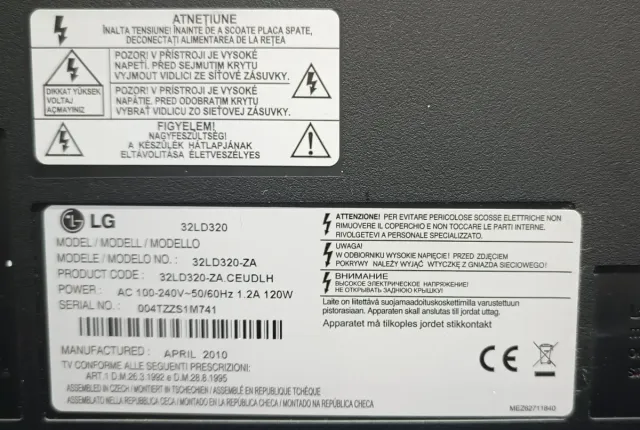 ATNEŢIUNE
ÎNALTA TENSIUNE! ÎNAINTE DE A SCOATE PLACA SPATE,
DECONECTAŢI ALIMENTAREA DE LA REŢEA
POZOR! V PŘÍSTROJI JE VYSOKÉ
NAPĚTÍ. PŘED SEJMUTIM KRYTU
VYJMOUT VIDLICI ZE SÍŤOVÉ ZÁSUVKY.
DIKKAT YÜKSEK
VOLTAJ
AÇMAYINIZ
POZOR! V PRÍSTROJI JE VYSOKÉ
NAPÄTIE. PRED ODOBRATIM KRYTU
VYBRAŤ VIDLICU ZO SIEŤOVEJ ZÁSUVKY.
FIGYELEM!
NAGYFESZÜLTSÉG!
A KÉSZÜLÉK HÁTLAPJÁNAK
ELTÁVOLÍTÁSA ÉLETVESZÉLYES
LG 32LD320
MODEL / MODELL / MODELLO
MODELE / MODELO NO. : 32LD320-ZA
PRODUCT CODE : 32LD320-ZA.CEUDLH
POWER : AC 100-240V~50/60Hz 1.2A 120W
SERIAL NO. : 004TZZS1M741
MANUFACTURED : APRIL 2010
TV CONFORME ALLE SEGUENTI PRESCRIZIONI:
ART.1 D.M.26.3.1992 e D.M. 28.8.1995
ASSEMBLED IN CZECH / MONTIERT IN TSCHECHIEN / ASSEMBLÉ EN RÉPUBLIQUE TCHÈQUE
ASSEMBLATO NELLA REPUBBLICA CECA / MONTADO EN LA REPÚBLICA CHECA / MONTADO NA REPÚBLICA CHECA
ATTENZIONE! PER EVITARE PERICOLOSE SCOSSE ELETTRICHE NON
RIMUOVERE IL COPERCHIO E NON TOCCARE LE PARTI INTERNE.
RIVOLGETEVI A PERSONALE SPECIALIZZATO.
UWAGA!
W ODBIORNIKU WYSOKIE NAPIĘCIE! PRZED ZDJĘCIEM
POKRYWY NALEŻY WYJĄĆ WTYCZKĘ Z GNIAZDA SIECIOWEGO!
ВНИМАНИЕ
ВЫСОКОЕ ЭЛЕКТРИЧЕСКОЕ НАПРЯЖЕНИЕ!
НЕ ОТКРЫВАТЬ ЗАДНЮЮ КРЫШКУ!
Laite on liitettävä suojamaadoituskoskettimilla varustettuun
pistorasiaan. Apparaten skall anslutas till jordat uttag.
Apparatet må tilkoples jordet stikkontakt
CE
MEZ62711840